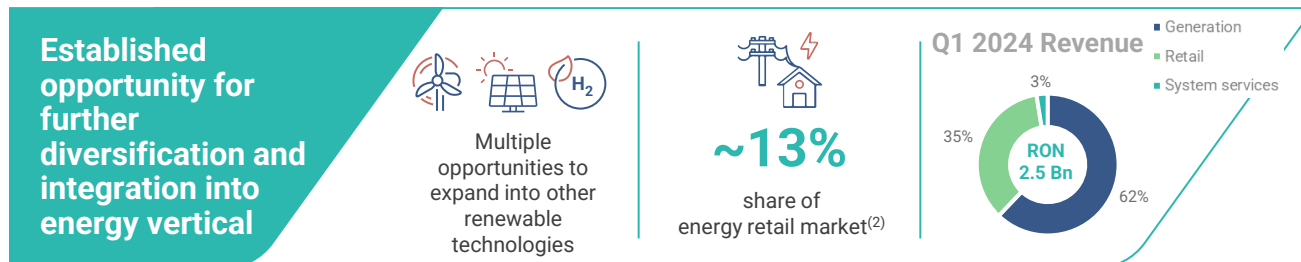 Established
opportunity for
further
diversification and
integration into
energy vertical
H2
Multiple
opportunities to
expand into other
renewable
technologies
~13%
share of
energy retail market(2)
Q1 2024 Revenue
Generation
Retail
System services
3%
35%
RON
2.5 Bn
62%